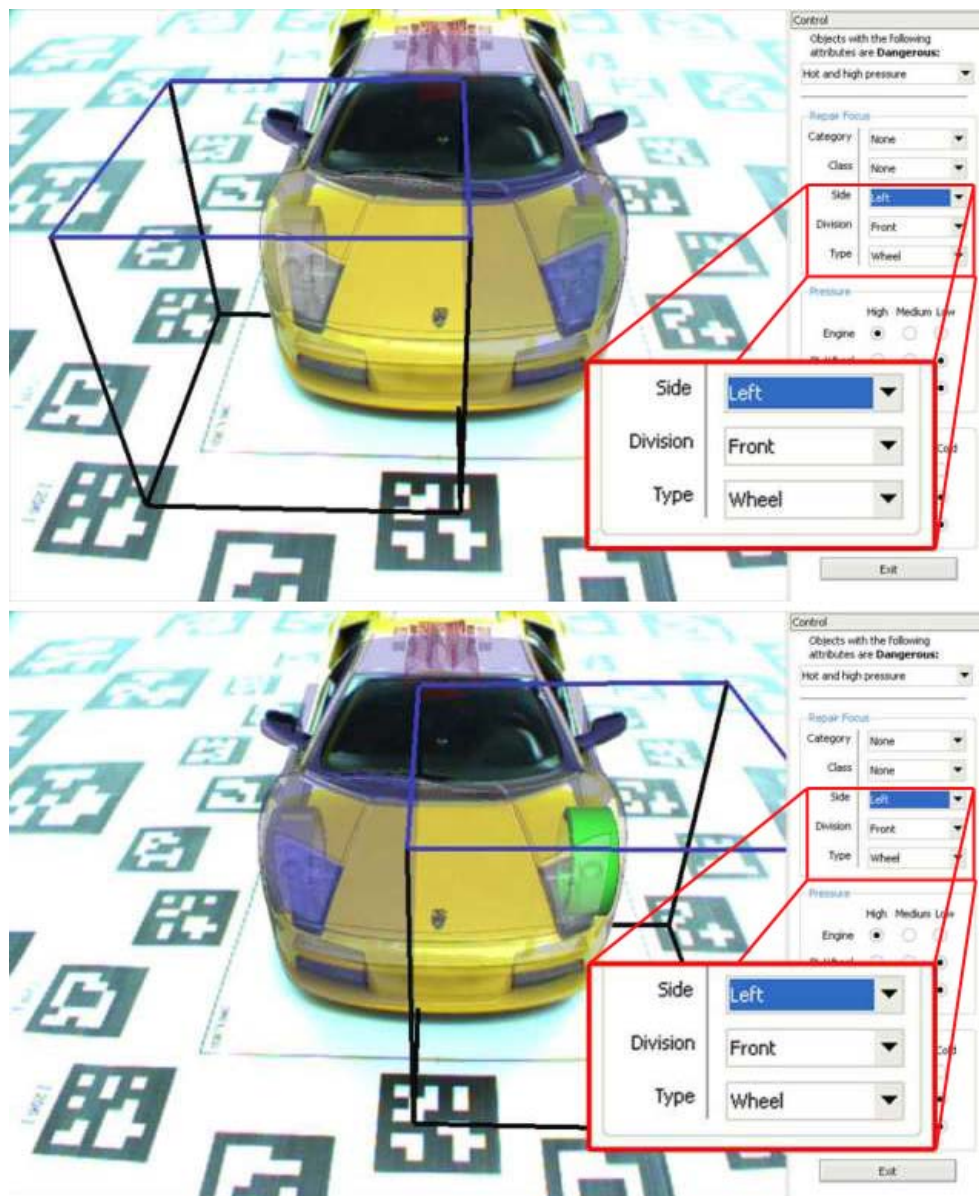 Control
Objects with the following
attributes are Dangerous:
Hot and high pressure
Repair Focus
Category None
Class None
Side Left
Division Front
Type Wheel
Pressure
High Medium Low
Engine
Side Left
Division Front
Type Wheel
Cold
Exit
Control
Objects with the following
attributes are Dangerous:
Hot and high pressure
Repair Focus
Category None
Class None
Side Left
Division Front
Type Wheel
Pressure
High Medium Low
Engine
Side Left
Division Front
Type Wheel
Cold
Exit